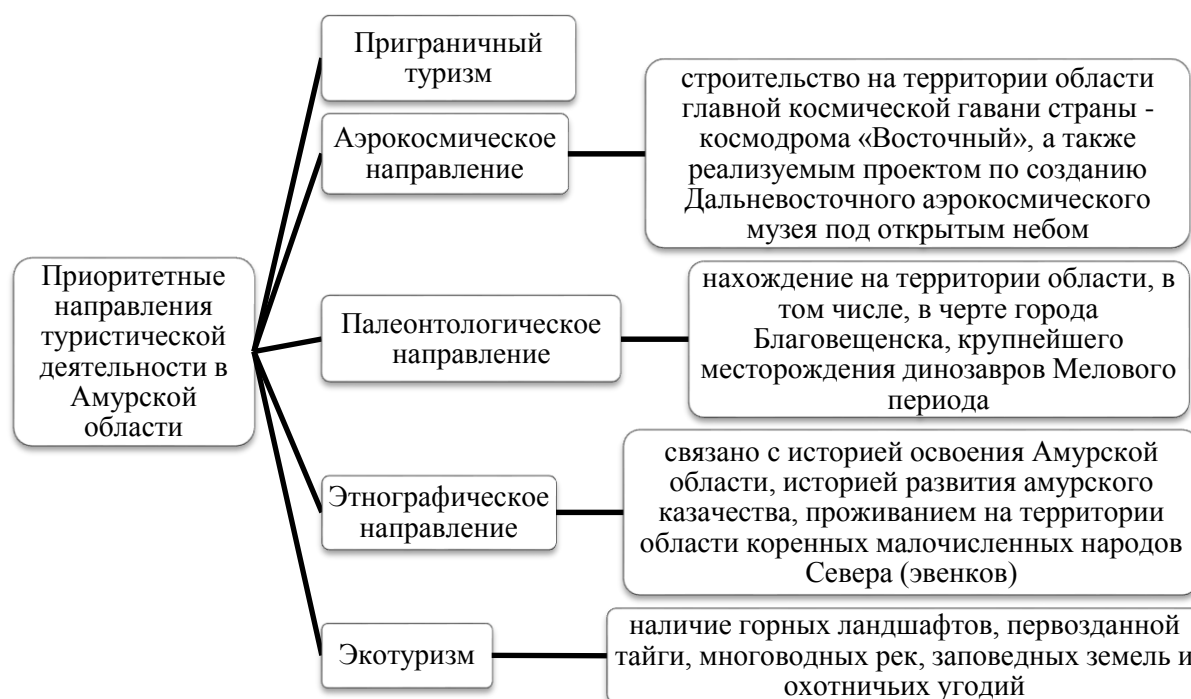 Приграничный
туризм
Аэрокосмическое
направление
строительство на территории области
главной космической гавани страны -
космодрома «Восточный», а также
реализуемым проектом по созданию
Дальневосточного аэрокосмического
музея под открытым небом
Приоритетные
направления
туристической
деятельности в
Амурской
области
Палеонтологическое
направление
нахождение на территории области, в
том числе, в черте города
Благовещенска, крупнейшего
месторождения динозавров Мелового
периода
Этнографическое
направление
связано с историей освоения Амурской
области, историей развития амурского
казачества, проживанием на территории
области коренных малочисленных народов
Севера (эвенков)
Экотуризм
наличие горных ландшафтов, первозданной
тайги, многоводных рек, заповедных земель и
охотничьих угодий